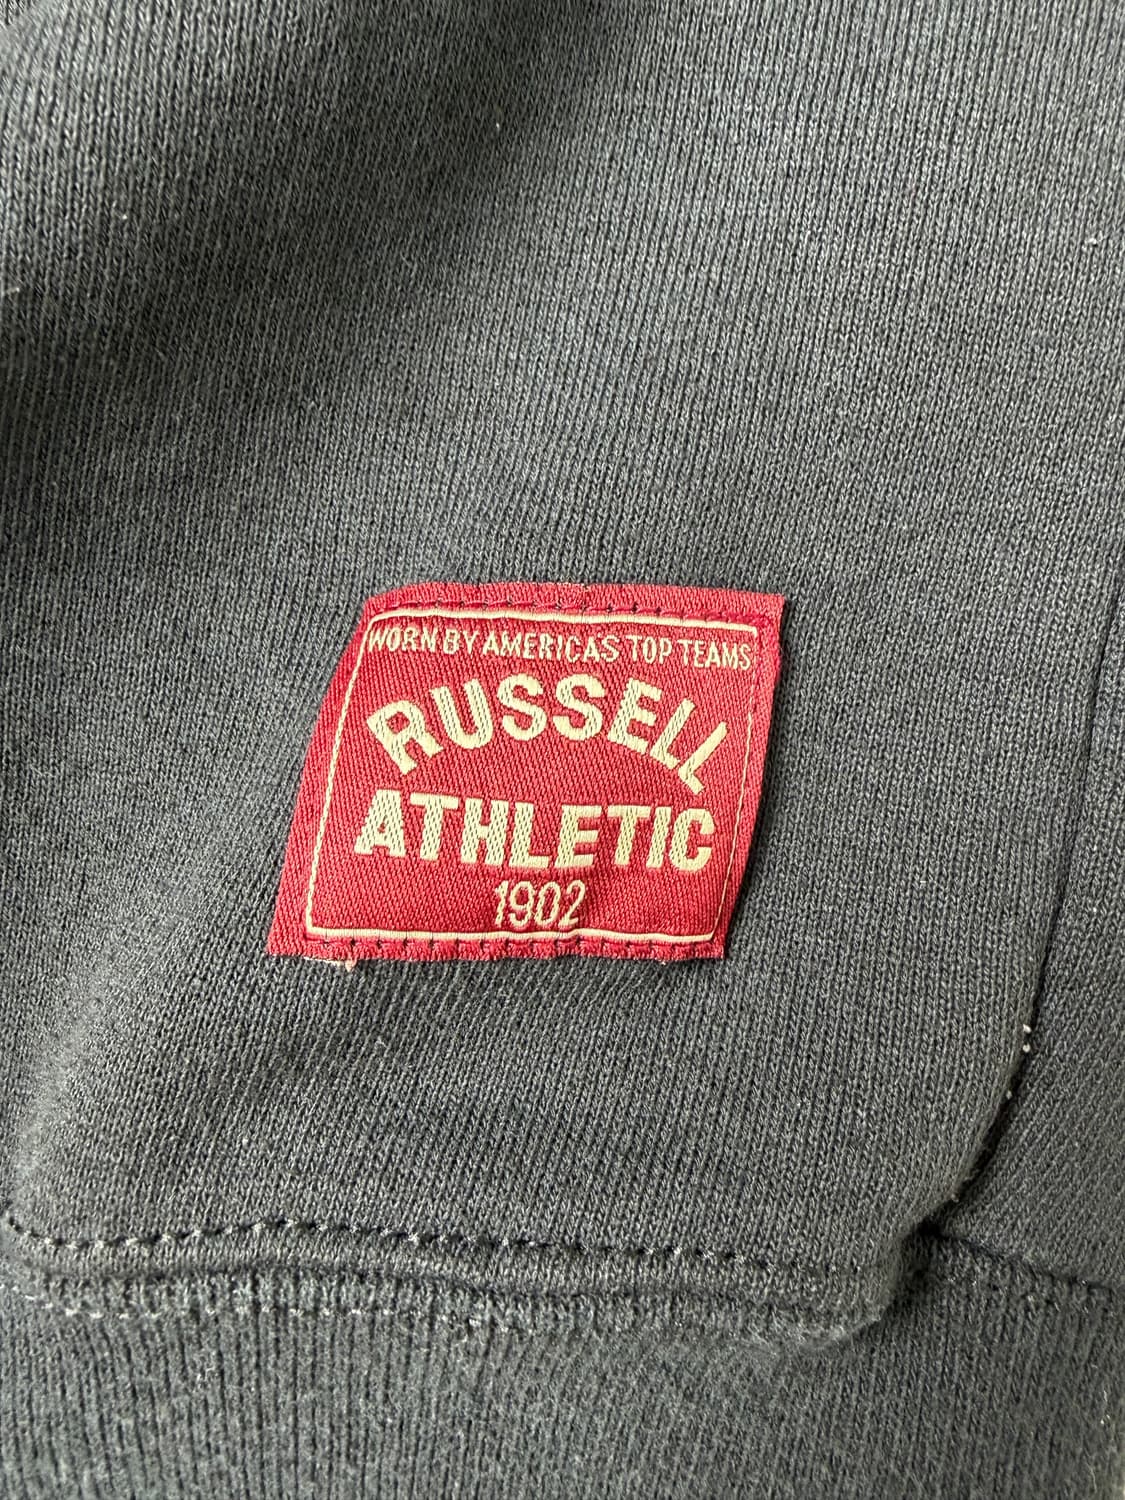 WORN BY AMERICA'S TOP TEAMS
RUSSELL
ATHLETIC
1902